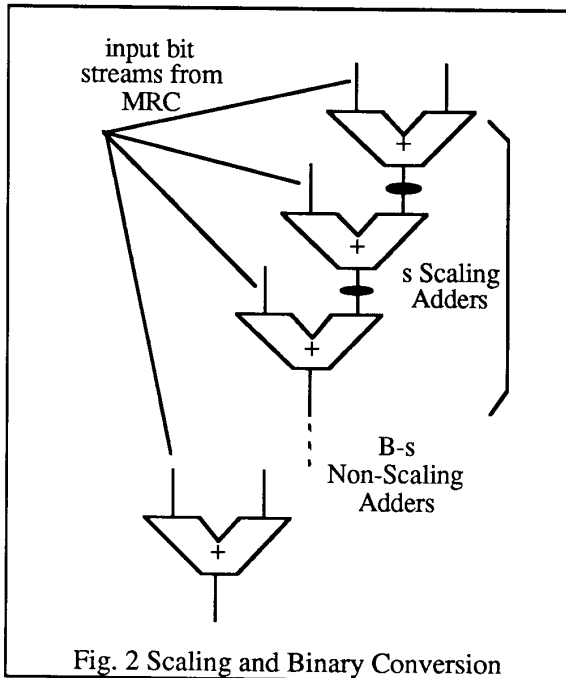 input bit
streams from
MRC
+
+
s Scaling
Adders
+
B-s
Non-Scaling
Adders
+
Fig. 2 Scaling and Binary Conversion